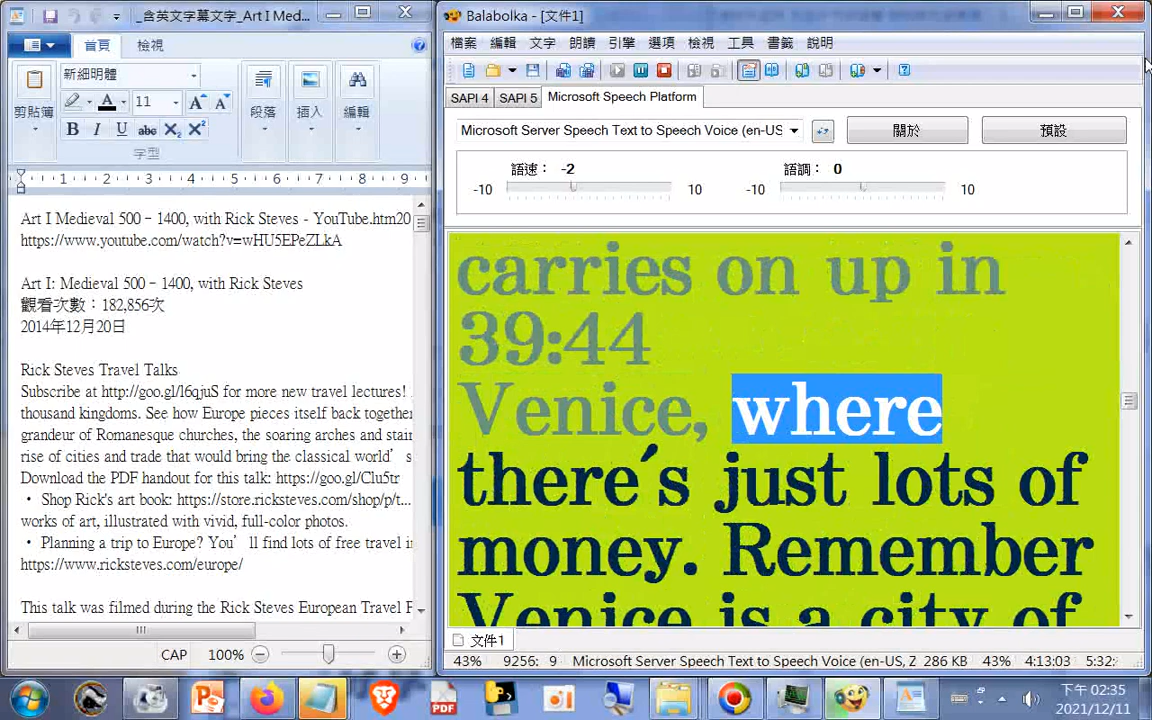 _含英文字幕文字_Art I Med...
首頁
檢視
新細明體
11
剪貼簿
段落
插入
編輯
B I U abc X₂ X²
字型
1 2 3 4 5 6 7 8 9
Art I Medieval 500 – 1400, with Rick Steves - YouTube.htm20
https://www.youtube.com/watch?v=wHU5EPeZLkA
Art I: Medieval 500 – 1400, with Rick Steves
觀看次數：182,856次
2014年12月20日
Rick Steves Travel Talks
Subscribe at http://goo.gl/l6qjuS for more new travel lectures!
thousand kingdoms. See how Europe pieces itself back together
grandeur of Romanesque churches, the soaring arches and stain
rise of cities and trade that would bring the classical world’s
Download the PDF handout for this talk: https://goo.gl/Clu5tr
• Shop Rick's art book: https://store.ricksteves.com/shop/p/t...
works of art, illustrated with vivid, full-color photos.
• Planning a trip to Europe? You’ll find lots of free travel i
https://www.ricksteves.com/europe/
This talk was filmed during the Rick Steves European Travel F
CAP 100%
Balabolka - [文件1]
檔案 編輯 文字 朗讀 引擎 選項 檢視 工具 書籤 說明
SAPI 4 SAPI 5 Microsoft Speech Platform
Microsoft Server Speech Text to Speech Voice (en-US
關於
預設
語速： -2
語調： 0
-10 10 -10 10
carries on up in
39:44
Venice, where
there's just lots of
money. Remember
Venice is a city of
文件1
43% 9256: 9 Microsoft Server Speech Text to Speech Voice (en-US, Z 286 KB 43% 4:13:03 5:32:
PDF
下午 02:35
2021/12/11